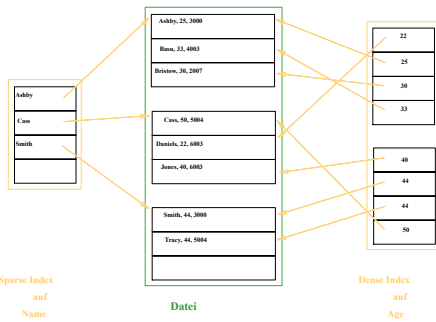 Ashby
Cass
Smith
Sparse Index
auf
Name
Ashby, 25, 3000
Basu, 33, 4003
Bristow, 30, 2007
Cass, 50, 5004
Daniels, 22, 6003
Jones, 40, 6003
Smith, 44, 3000
Tracy, 44, 5004
Datei
22
25
30
33
40
44
44
50
Dense Index
auf
Age